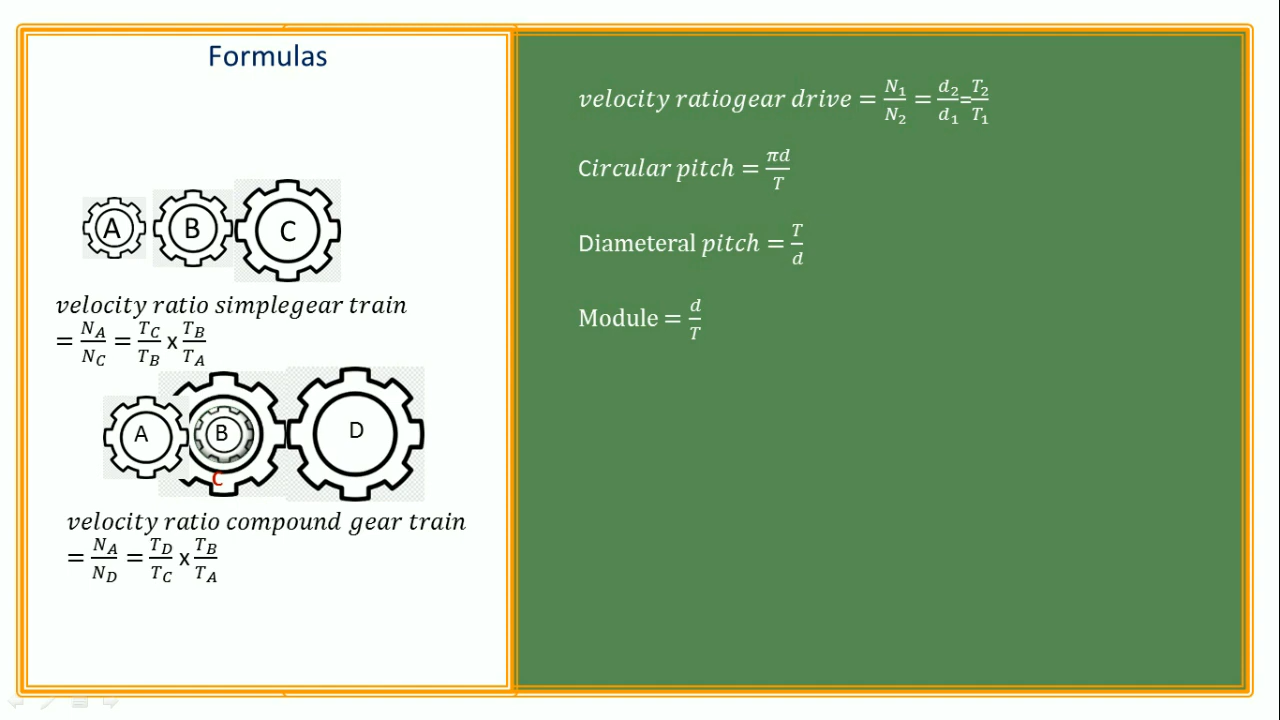 Formulas
A B C
velocity ratio simplegear train
= N_A/N_C = T_C/T_B x T_B/T_A
A B D
C
velocity ratio compound gear train
= N_A/N_D = T_D/T_C x T_B/T_A
velocity ratiogear drive = N_1/N_2 = d_2/d_1=T_2/T_1
Circular pitch = πd/T
Diameteral pitch = T/d
Module = d/T